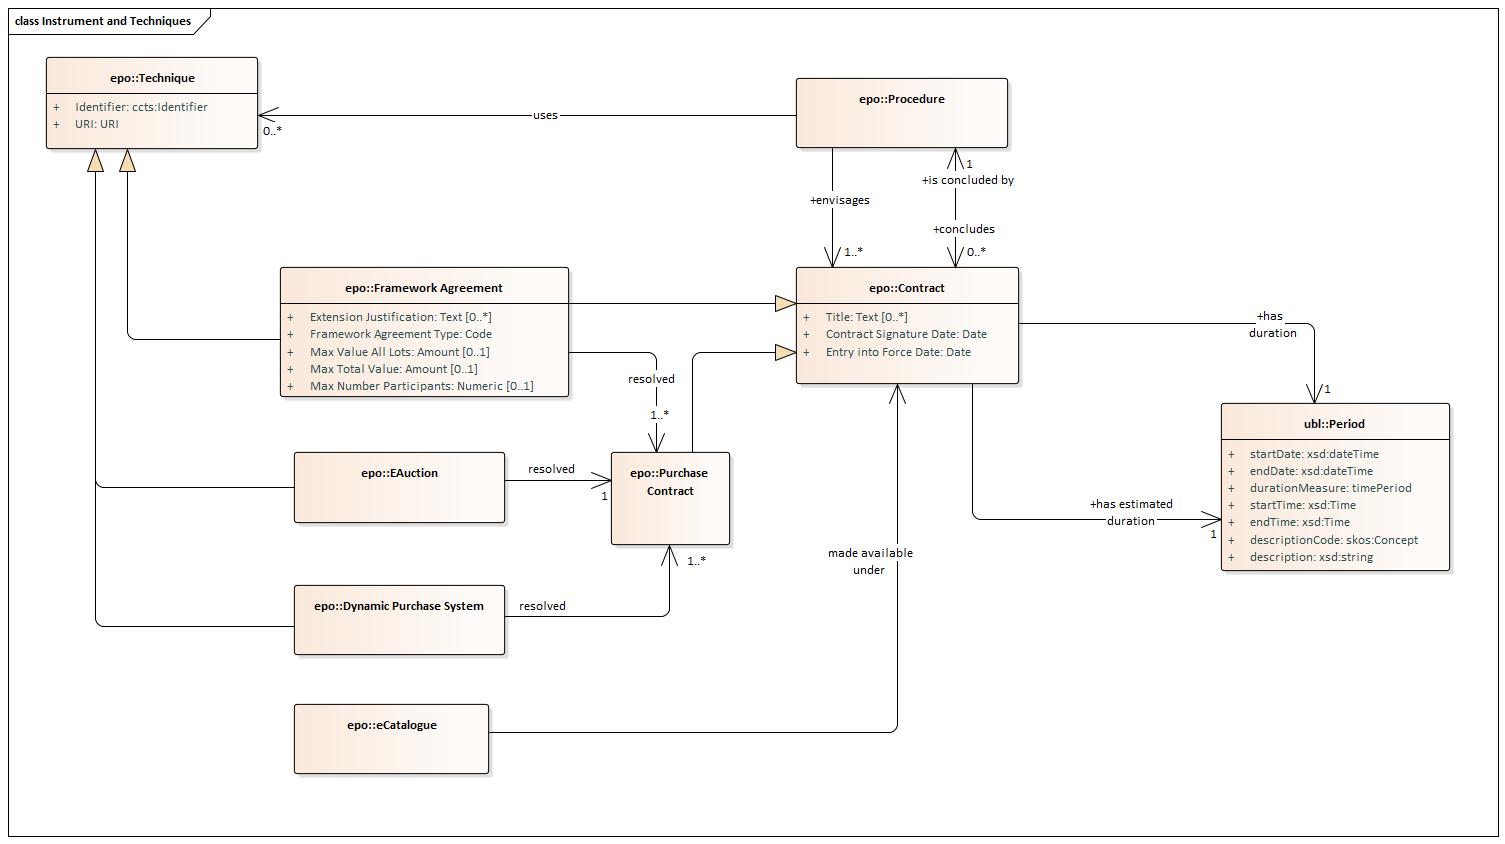 class Instrument and Techniques
epo::Technique
+ Identifier: ccts:Identifier
+ URI: URI
0..*
uses
epo::Procedure
+envisages
1..*
1
+is concluded by
+concludes
0..*
epo::Framework Agreement
+ Extension Justification: Text [0..*]
+ Framework Agreement Type: Code
+ Max Value All Lots: Amount [0..1]
+ Max Total Value: Amount [0..1]
+ Max Number Participants: Numeric [0..1]
epo::Contract
+ Title: Text [0..*]
+ Contract Signature Date: Date
+ Entry into Force Date: Date
+has
duration
1
resolved
1..*
ubl::Period
+ startDate: xsd:dateTime
+ endDate: xsd:dateTime
+ durationMeasure: timePeriod
+ startTime: xsd:Time
+ endTime: xsd:Time
+ descriptionCode: skos:Concept
+ description: xsd:string
epo::EAuction
resolved
1
epo::Purchase
Contract
+has estimated
duration
1
1..*
made available
under
epo::Dynamic Purchase System
resolved
epo::eCatalogue